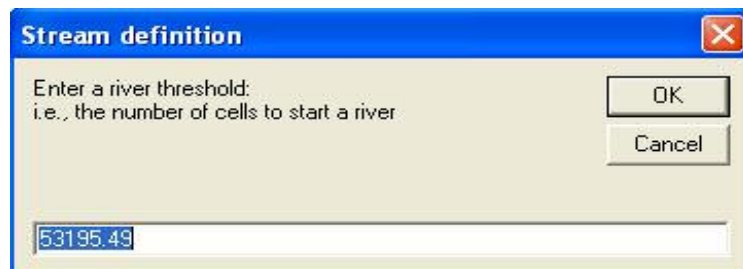 Stream definition
Enter a river threshold:
i.e., the number of cells to start a river
OK
Cancel
53195.49